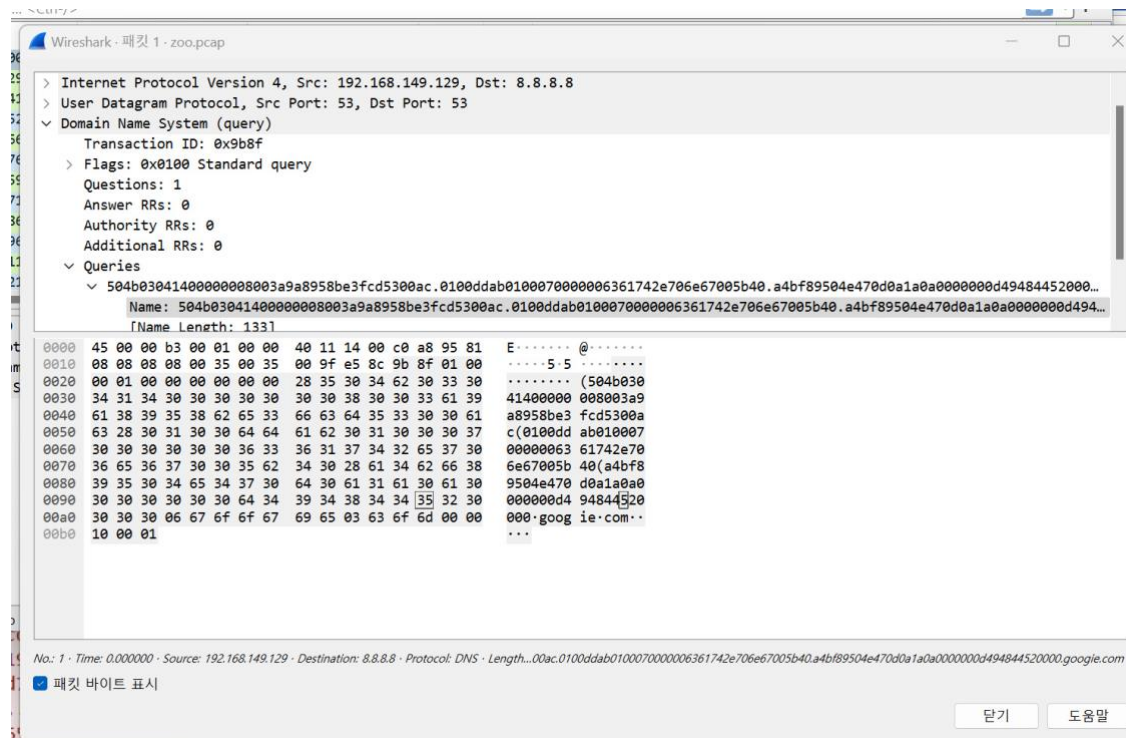 Wireshark · 패킷 1 · zoo.pcap
> Internet Protocol Version 4, Src: 192.168.149.129, Dst: 8.8.8.8
> User Datagram Protocol, Src Port: 53, Dst Port: 53
Domain Name System (query)
Transaction ID: 0x9b8f
> Flags: 0x0100 Standard query
Questions: 1
Answer RRs: 0
Authority RRs: 0
Additional RRs: 0
Queries
504b03041400000008003a9a8958be3fcd5300ac.0100ddab0100070000006361742e706e67005b40.a4bf89504e470d0a1a0a0000000d49484452000…
Name: 504b03041400000008003a9a8958be3fcd5300ac.0100ddab0100070000006361742e706e67005b40.a4bf89504e470d0a1a0a0000000d494…
[Name Length: 133]
0000 45 00 00 b3 00 01 00 00 40 11 14 00 c0 a8 95 81 E·······@·······
0010 08 08 08 08 00 35 00 35 00 9f e5 8c 9b 8f 01 00 ·····5·5········
0020 00 01 00 00 00 00 00 00 28 35 30 34 62 30 33 30 ········(504b030
0030 34 31 34 30 30 30 30 30 30 30 38 30 30 33 61 39 41400000 008003a9
0040 61 38 39 35 38 62 65 33 66 63 64 35 33 30 30 61 a8958be3 fcd5300a
0050 63 28 30 31 30 30 64 64 61 62 30 31 30 30 30 37 c(0100dd ab010007
0060 30 30 30 30 30 30 36 33 36 31 37 34 32 65 37 30 00000063 61742e70
0070 36 65 36 37 30 30 35 62 34 30 28 61 34 62 66 38 6e67005b 40(a4bf8
0080 39 35 30 34 65 34 37 30 64 30 61 31 61 30 61 30 9504e470 d0a1a0a0
0090 30 30 30 30 30 30 64 34 39 34 38 34 34 35 32 30 000000d4 94844520
00a0 30 30 30 06 67 6f 6f 67 69 65 03 63 6f 6d 00 00 000·goog ie·com··
00b0 10 00 01 ···
No.: 1 · Time: 0.000000 · Source: 192.168.149.129 · Destination: 8.8.8.8 · Protocol: DNS · Length…00ac.0100ddab0100070000006361742e706e67005b40.a4bf89504e470d0a1a0a0000000d494844520000.googie.com
패킷 바이트 표시
닫기
도움말